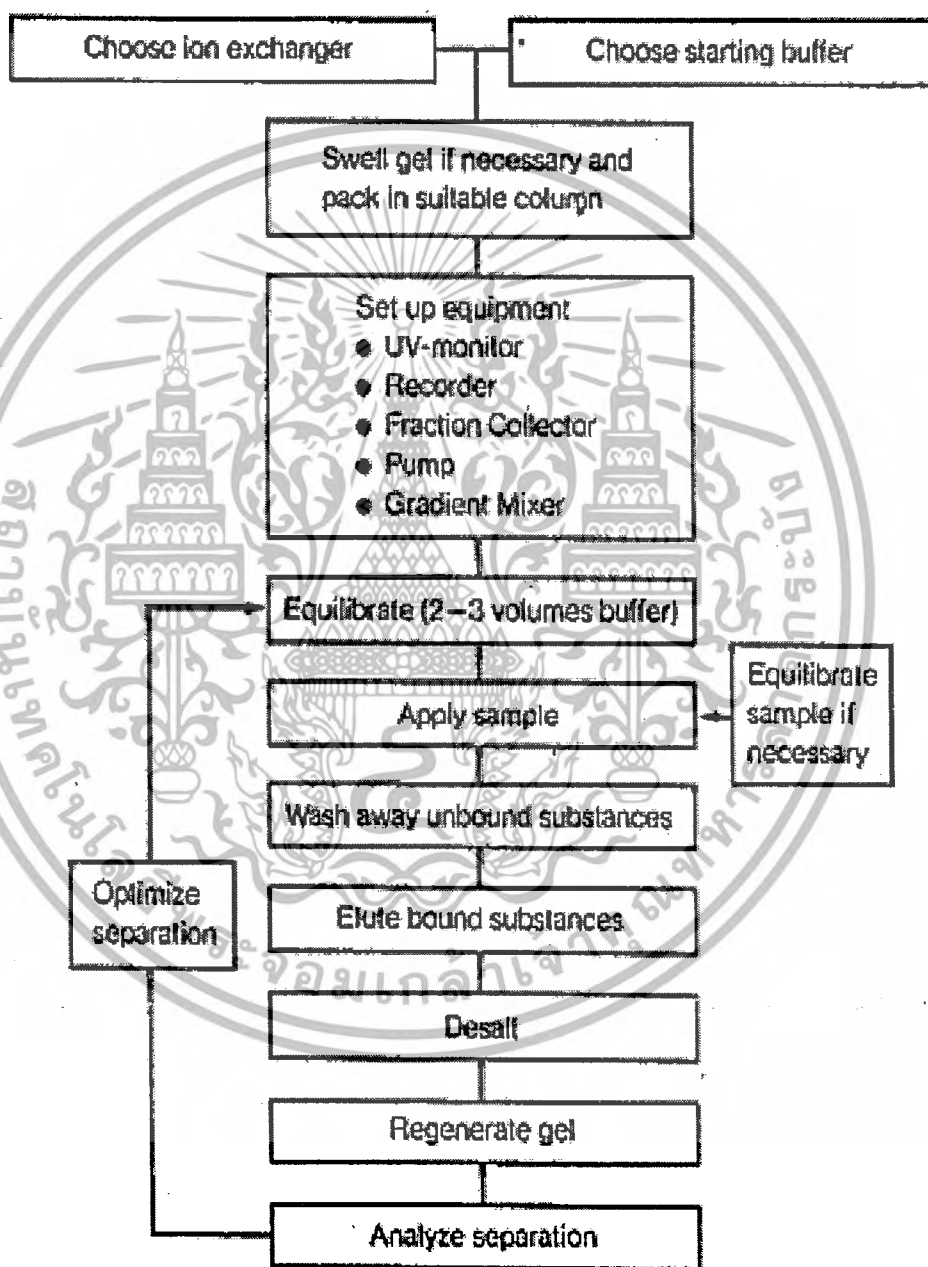 Choose ion exchanger
Choose starting buffer
Swell gel if necessary and
pack in suitable column
Set up equipment
• UV-monitor
• Recorder
• Fraction Collector
• Pump
• Gradient Mixer
Equilibrate (2–3 volumes buffer)
Apply sample
Equilibrate
sample if
necessary
Wash away unbound substances
Optimize
separation
Elute bound substances
Desalt
Regenerate gel
Analyze separation